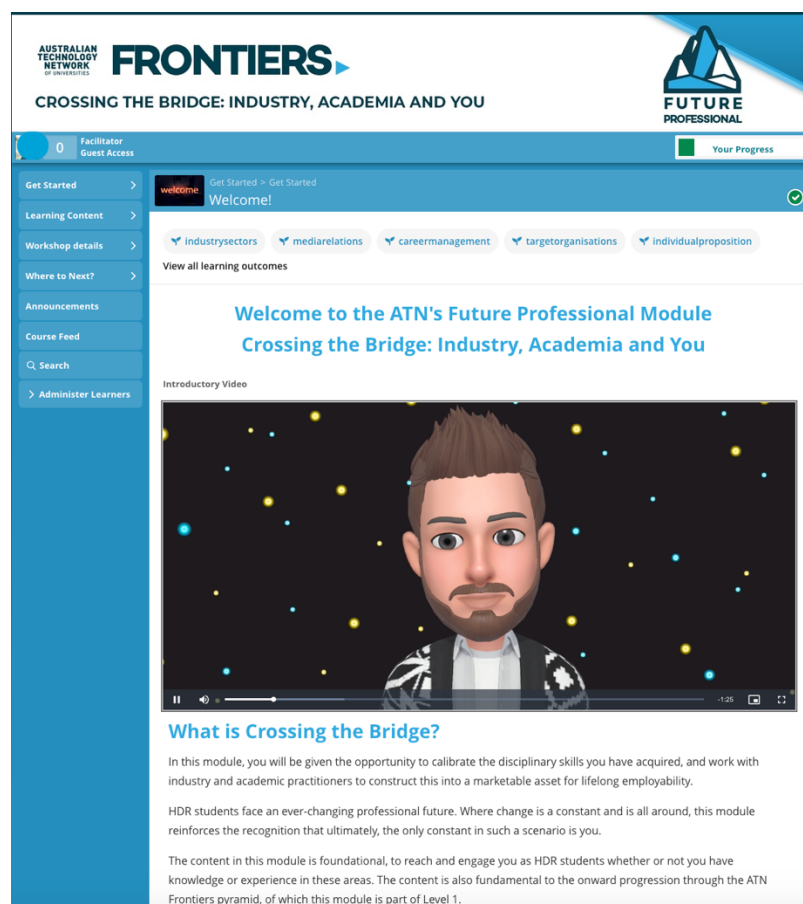 AUSTRALIAN
TECHNOLOGY
NETWORK
OF UNIVERSITIES
FRONTIERS
CROSSING THE BRIDGE: INDUSTRY, ACADEMIA AND YOU
FUTURE
PROFESSIONAL
0
Facilitator
Guest Access
Your Progress
Get Started
Learning Content
Workshop details
Where to Next?
Announcements
Course Feed
Search
Administer Learners
welcome
Get Started > Get Started
Welcome!
industrysectors mediarelations careermanagement targetorganisations individualproposition
View all learning outcomes
Welcome to the ATN's Future Professional Module
Crossing the Bridge: Industry, Academia and You
Introductory Video
-1:25
What is Crossing the Bridge?
In this module, you will be given the opportunity to calibrate the disciplinary skills you have acquired, and work with
industry and academic practitioners to construct this into a marketable asset for lifelong employability.
HDR students face an ever-changing professional future. Where change is a constant and is all around, this module
reinforces the recognition that ultimately, the only constant in such a scenario is you.
The content in this module is foundational, to reach and engage you as HDR students whether or not you have
knowledge or experience in these areas. The content is also fundamental to the onward progression through the ATN
Frontiers pyramid, of which this module is part of Level 1.